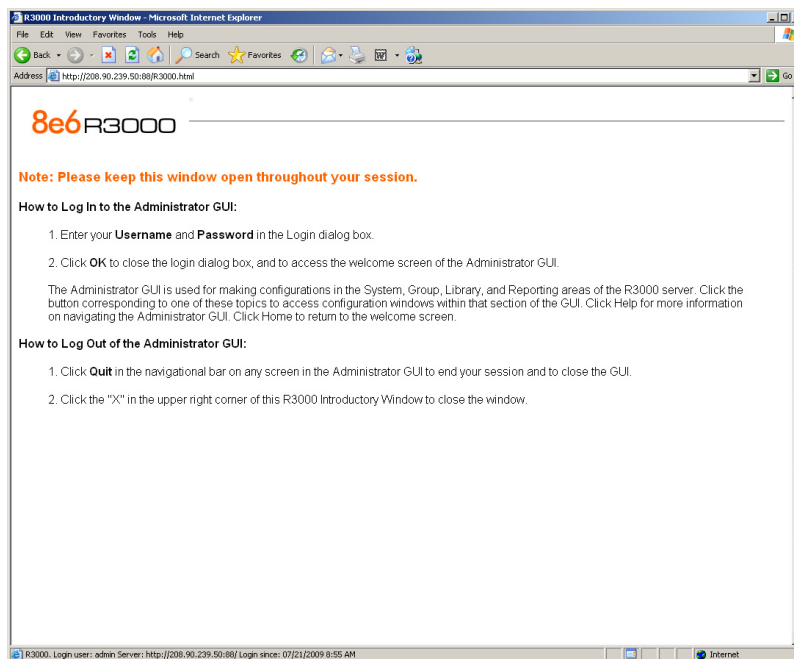 R3000 Introductory Window - Microsoft Internet Explorer
File Edit View Favorites Tools Help
Back Search Favorites
Address http://208.90.239.50:88/R3000.html Go
8e6 R3000
Note: Please keep this window open throughout your session.
How to Log In to the Administrator GUI:
1. Enter your Username and Password in the Login dialog box.
2. Click OK to close the login dialog box, and to access the welcome screen of the Administrator GUI.
The Administrator GUI is used for making configurations in the System, Group, Library, and Reporting areas of the R3000 server. Click the
button corresponding to one of these topics to access configuration windows within that section of the GUI. Click Help for more information
on navigating the Administrator GUI. Click Home to return to the welcome screen.
How to Log Out of the Administrator GUI:
1. Click Quit in the navigational bar on any screen in the Administrator GUI to end your session and to close the GUI.
2. Click the "X" in the upper right corner of this R3000 Introductory Window to close the window.
R3000. Login user: admin Server: http://208.90.239.50:88/ Login since: 07/21/2009 8:55 AM Internet